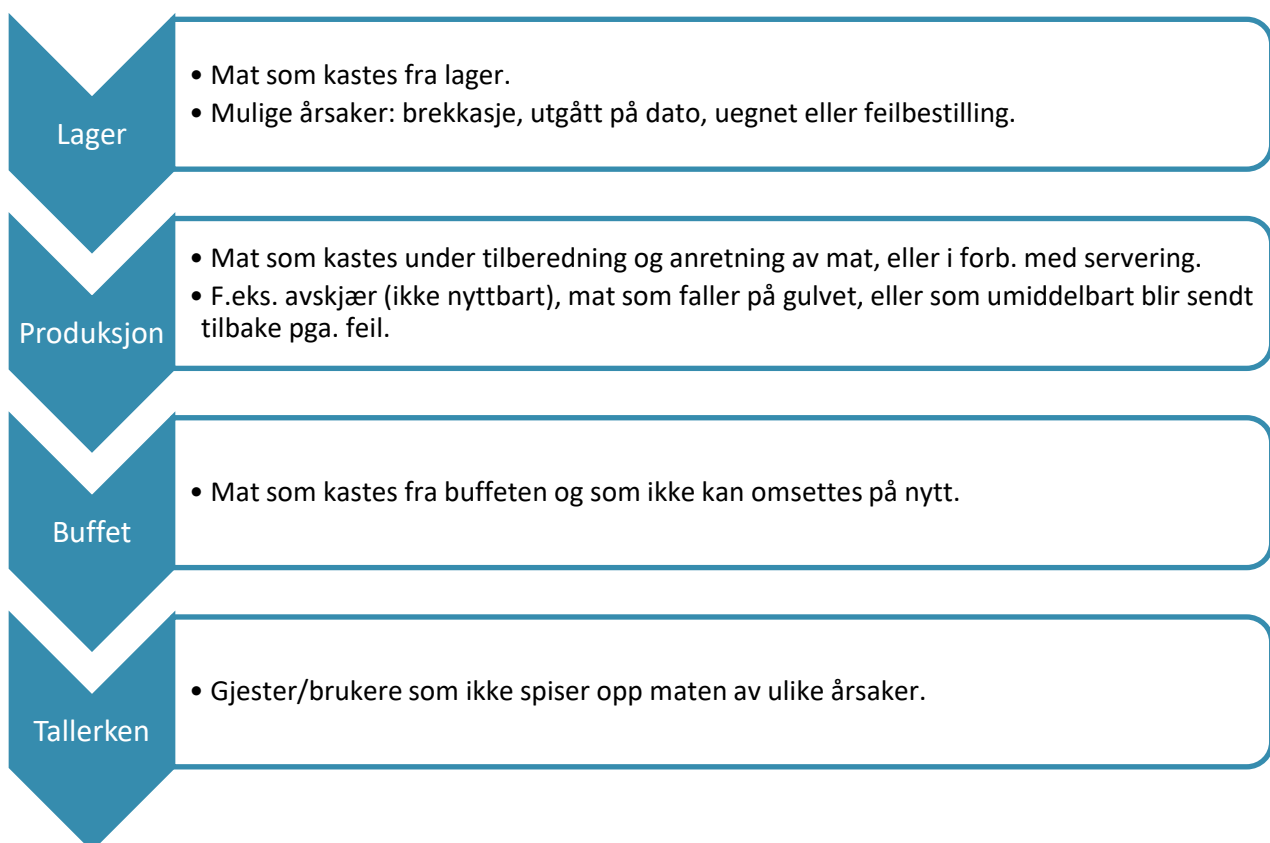 Lager
• Mat som kastes fra lager.
• Mulige årsaker: brekkasje, utgått på dato, uegnet eller feilbestilling.
Produksjon
• Mat som kastes under tilberedning og anretning av mat, eller i forb. med servering.
• F.eks. avskjær (ikke nyttbart), mat som faller på gulvet, eller som umiddelbart blir sendt
tilbake pga. feil.
Buffet
• Mat som kastes fra buffeten og som ikke kan omsettes på nytt.
Tallerken
• Gjester/brukere som ikke spiser opp maten av ulike årsaker.